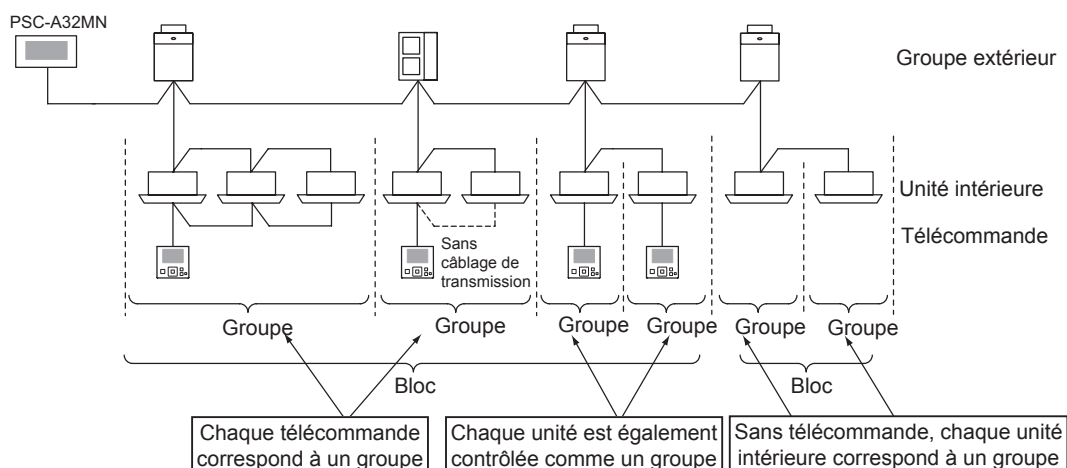 PSC-A32MN
Groupe extérieur
Unité intérieure
Télécommande
Sans
câblage de
transmission
Groupe
Groupe
Groupe
Groupe
Groupe
Groupe
Bloc
Bloc
Chaque télécommande
correspond à un groupe
Chaque unité est également
contrôlée comme un groupe
Sans télécommande, chaque unité
intérieure correspond à un groupe